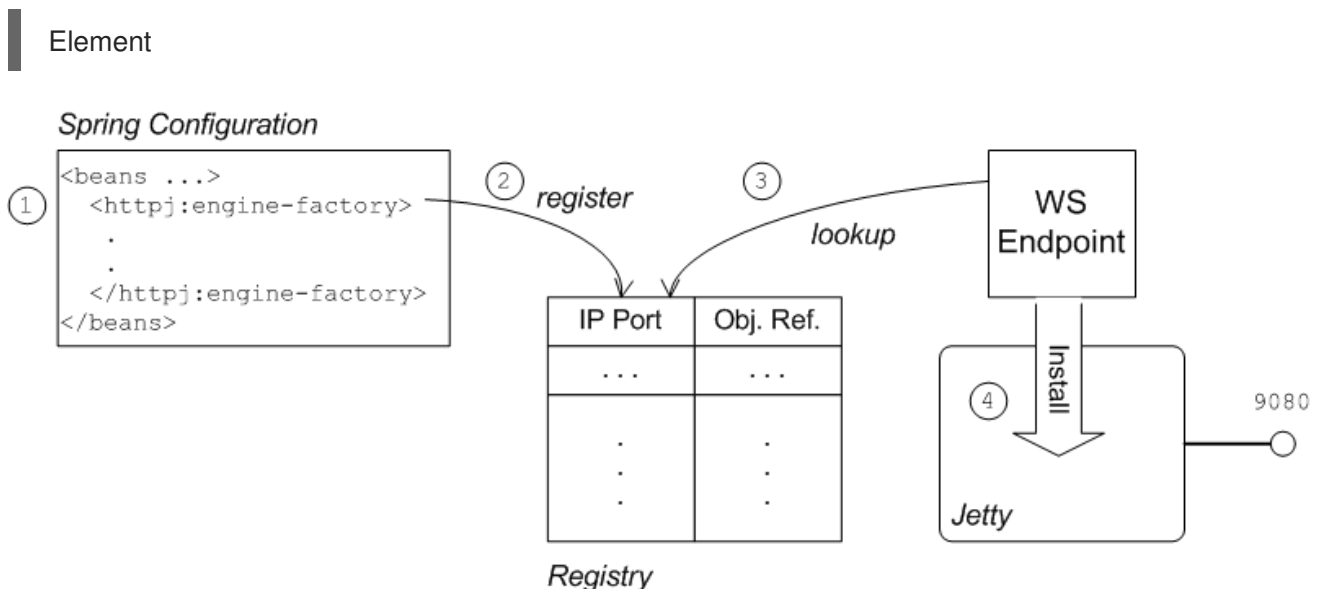 Element
Spring Configuration
1
<beans ...>
<httpj:engine-factory>
.
.
</httpj:engine-factory>
</beans>
2
register
3
lookup
WS
Endpoint
IP Port
Obj. Ref.
...
...
.
.
.
.
.
.
Registry
Install
4
Jetty
9080